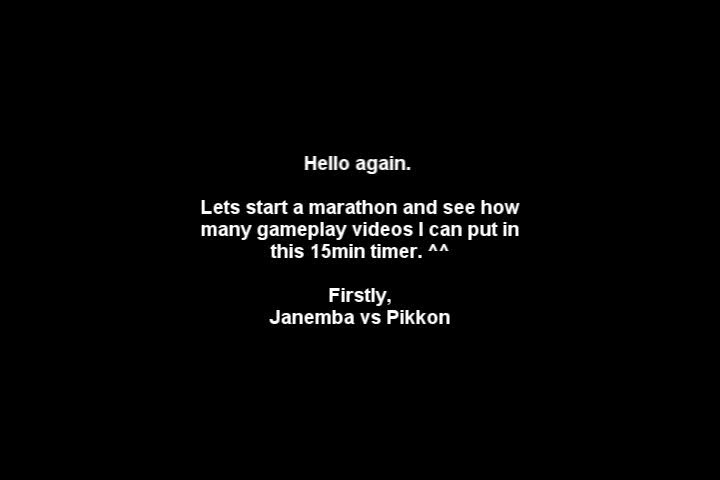 Hello again.
Lets start a marathon and see how
many gameplay videos I can put in
this 15min timer. ^^
Firstly,
Janemba vs Pikkon